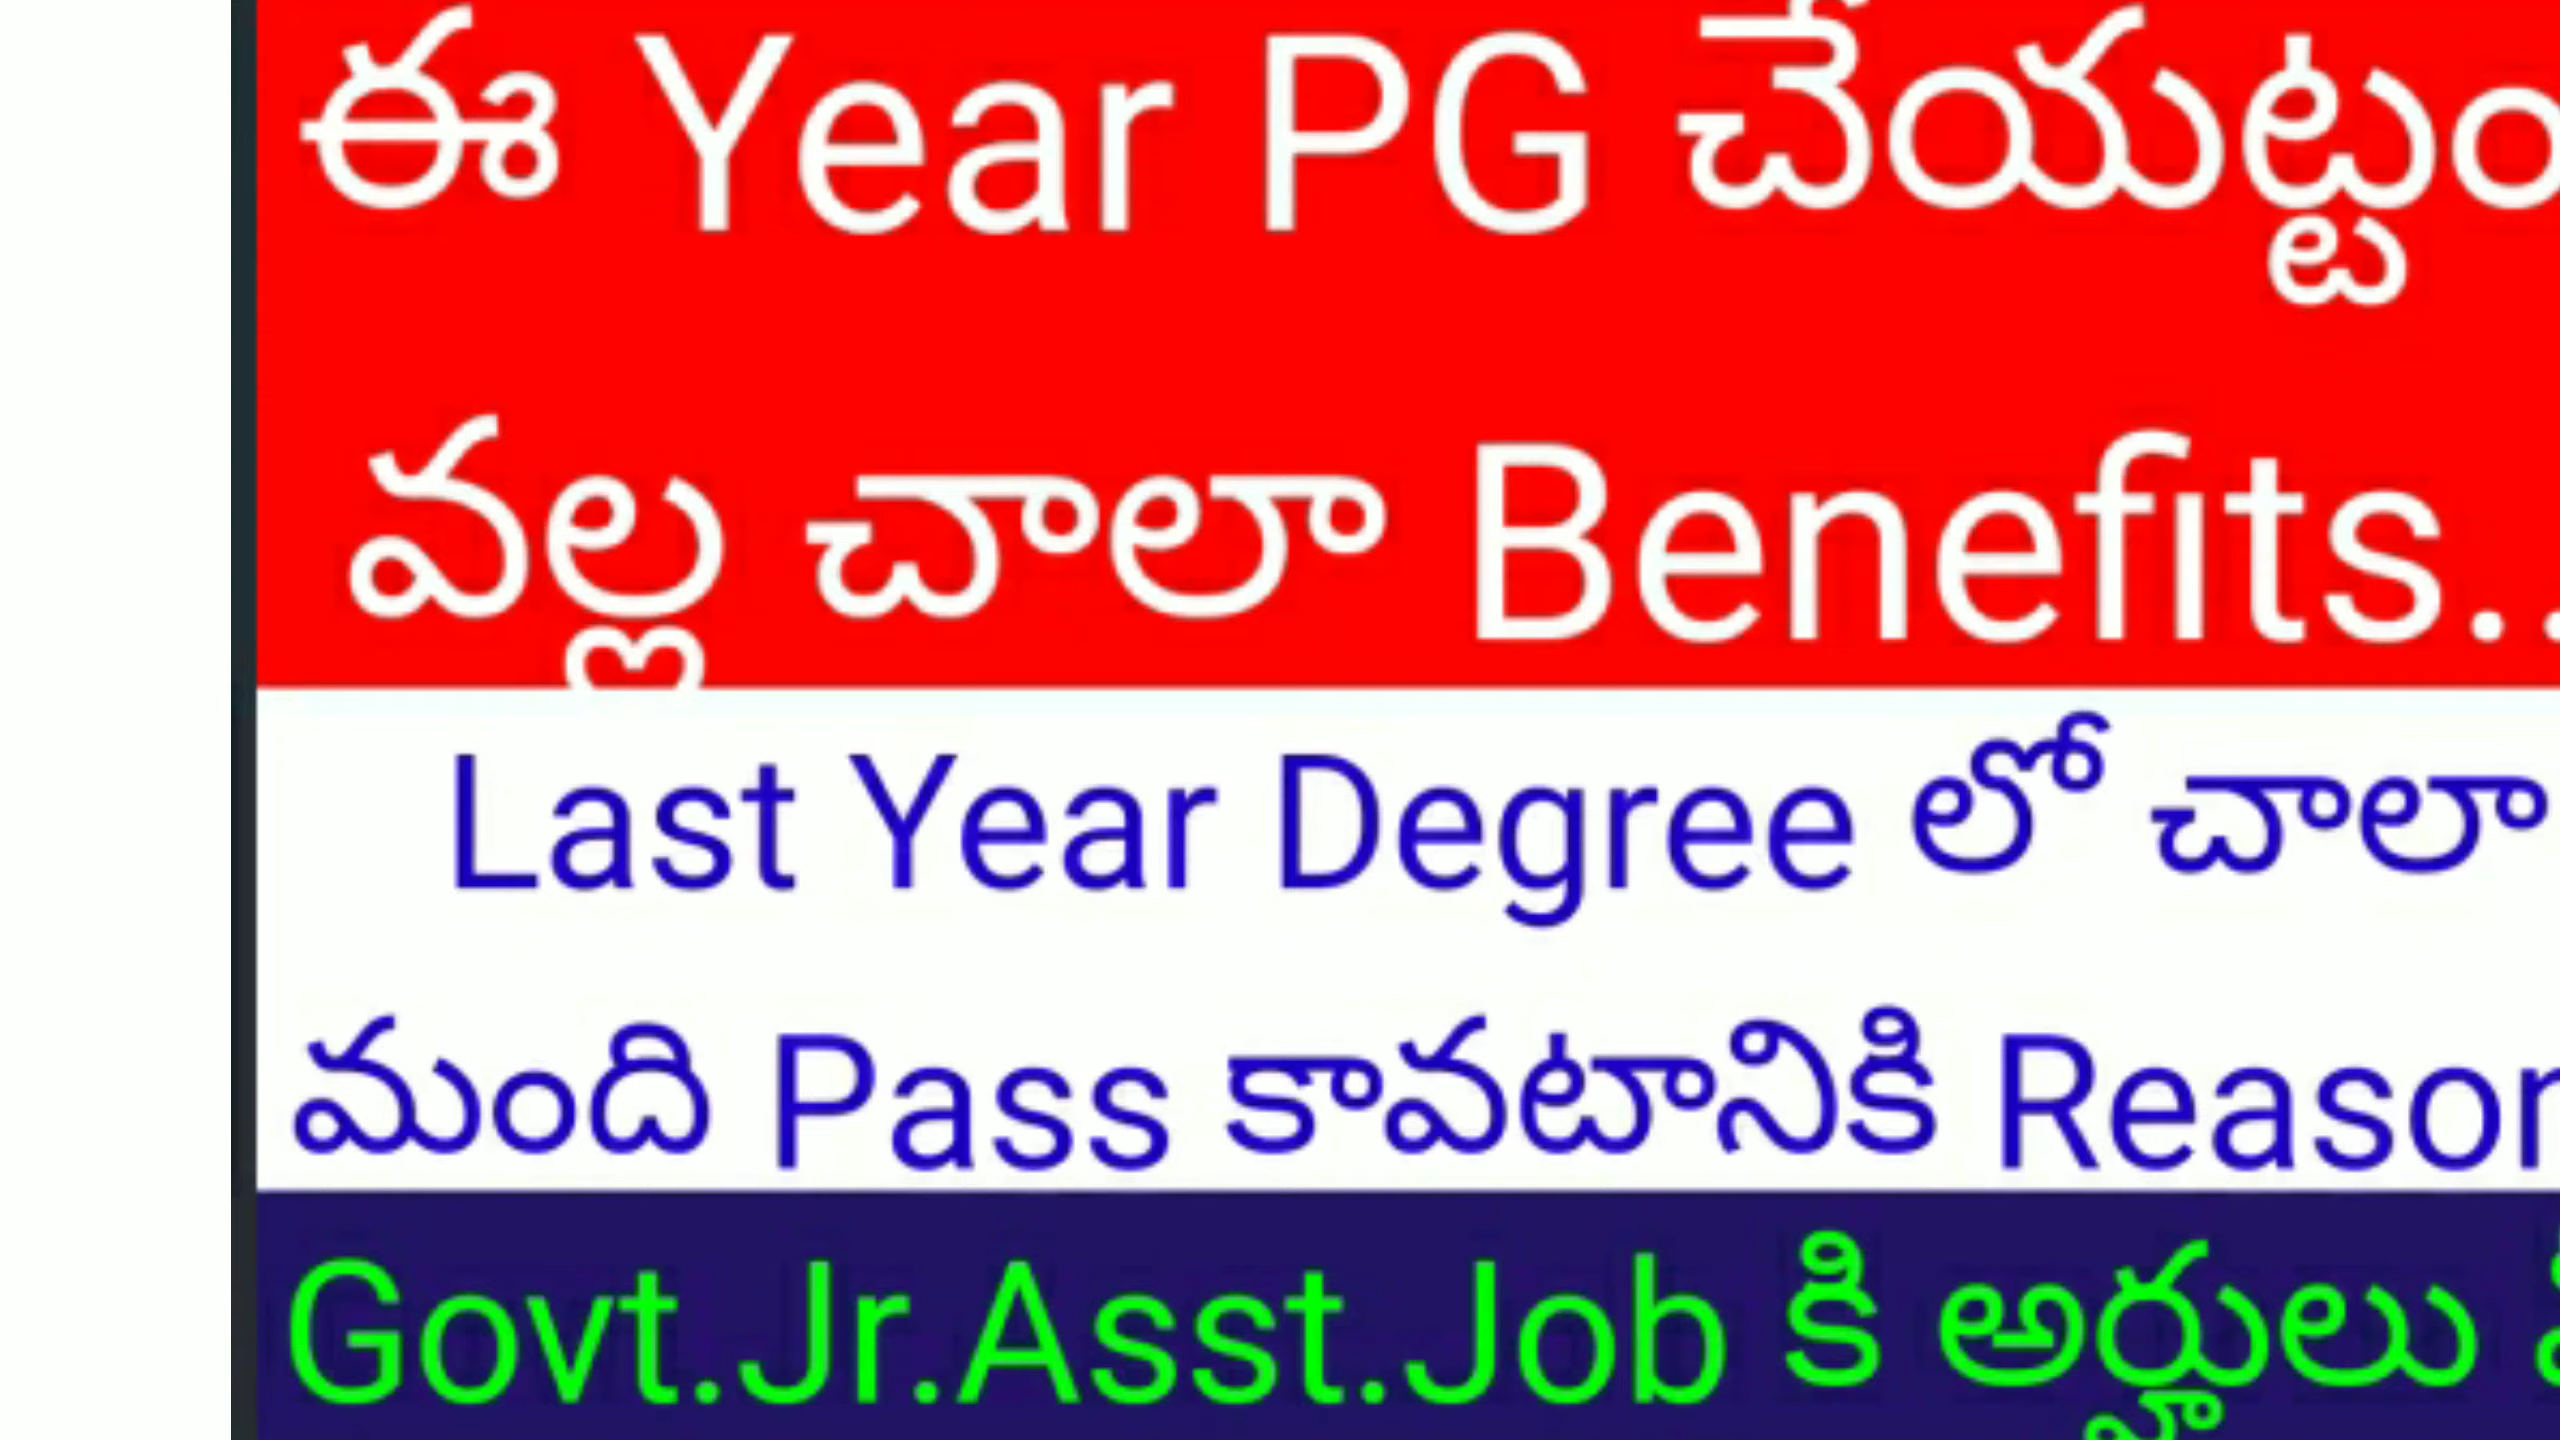 ఈ Year PG చేయట్టం
వల్ల చాలా Benefits..
Last Year Degree లో చాలా
మంది Pass కావటానికి Reason
Govt.Jr.Asst.Job కి అర్హులు